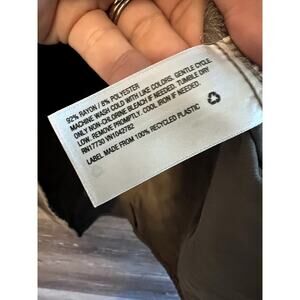 92% RAYON / 8% POLYESTER
MACHINE WASH COLD WITH LIKE COLORS. GENTLE CYCLE.
ONLY NON-CHLORINE BLEACH IF NEEDED. TUMBLE DRY
LOW. REMOVE PROMPTLY. COOL IRON IF NEEDED.
RN17730 VN1042782
LABEL MADE FROM 100% RECYCLED PLASTIC